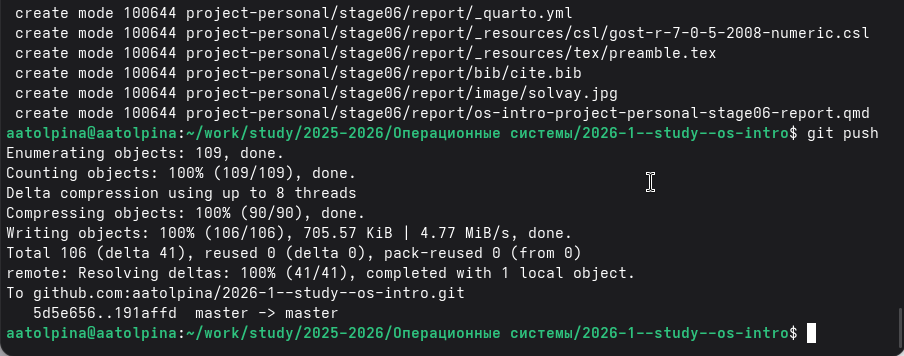 create mode 100644 project-personal/stage06/report/_quarto.yml
create mode 100644 project-personal/stage06/report/_resources/csl/gost-r-7-0-5-2008-numeric.csl
create mode 100644 project-personal/stage06/report/_resources/tex/preamble.tex
create mode 100644 project-personal/stage06/report/bib/cite.bib
create mode 100644 project-personal/stage06/report/image/solvay.jpg
create mode 100644 project-personal/stage06/report/os-intro-project-personal-stage06-report.qmd
aatolpina@aatolpina:~/work/study/2025-2026/Операционные системы/2026-1--study--os-intro$ git push
Enumerating objects: 109, done.
Counting objects: 100% (109/109), done.
Delta compression using up to 8 threads
Compressing objects: 100% (90/90), done.
Writing objects: 100% (106/106), 705.57 KiB | 4.77 MiB/s, done.
Total 106 (delta 41), reused 0 (delta 0), pack-reused 0 (from 0)
remote: Resolving deltas: 100% (41/41), completed with 1 local object.
To github.com:aatolpina/2026-1--study--os-intro.git
5d5e656..191affd  master -> master
aatolpina@aatolpina:~/work/study/2025-2026/Операционные системы/2026-1--study--os-intro$